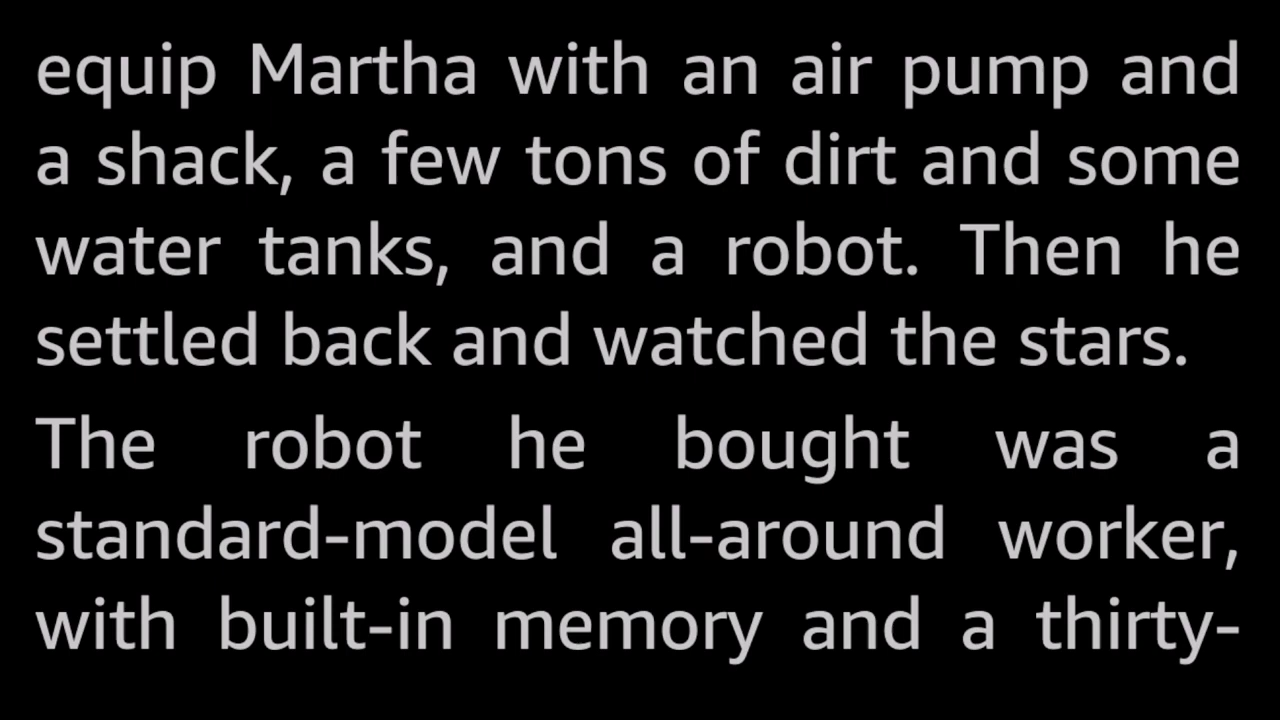 equip Martha with an air pump and
a shack, a few tons of dirt and some
water tanks, and a robot. Then he
settled back and watched the stars.
The robot he bought was a
standard-model all-around worker,
with built-in memory and a thirty-